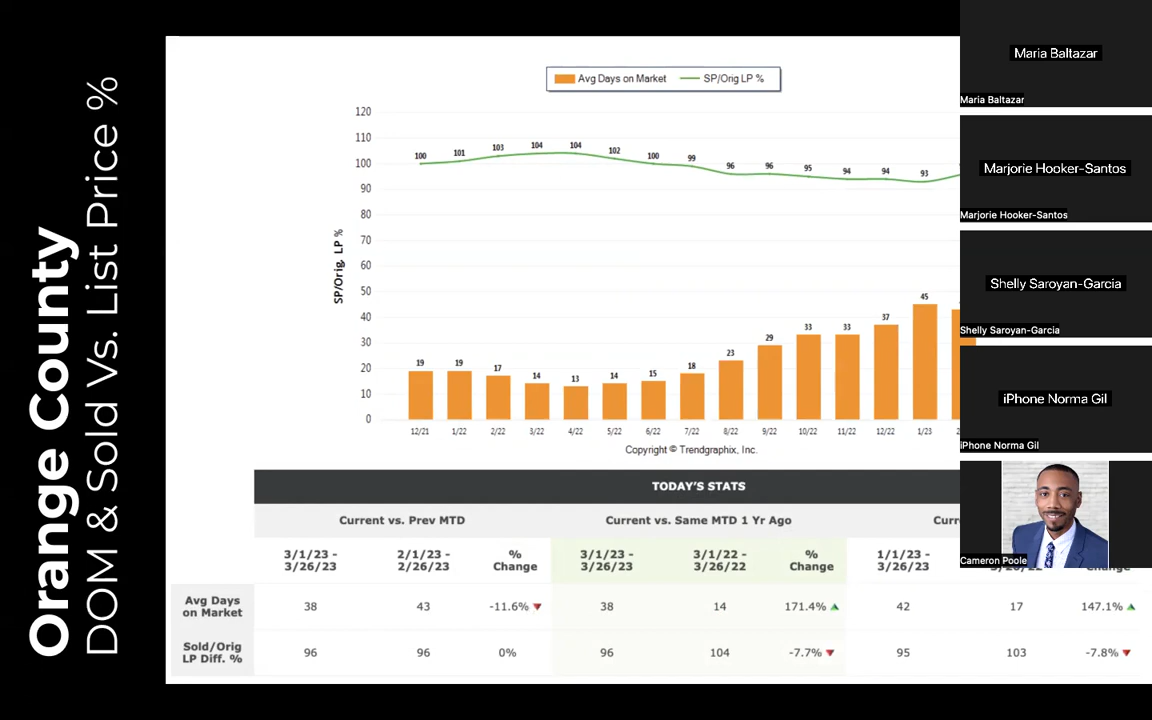 Orange County
DOM & Sold Vs. List Price %
Avg Days on Market SP/Orig LP %
120
110
100
90
80
70
60
50
40
30
20
10
0
SP/Orig. LP %
100 101 103 104 104 102 100 99 96 96 95 94 94 93
19 19 17 14 13 14 15 18 23 29 33 33 37 45
12/21 1/22 2/22 3/22 4/22 5/22 6/22 7/22 8/22 9/22 10/22 11/22 12/22 1/23
Copyright © Trendgraphix, Inc.
TODAY'S STATS
Current vs. Prev MTD Current vs. Same MTD 1 Yr Ago
3/1/23 - 3/26/23
2/1/23 - 2/26/23
% Change
3/1/23 - 3/26/23
3/1/22 - 3/26/22
% Change
1/1/23 - 3/26/23
Avg Days on Market 38 43 -11.6% 38 14 171.4% 42 17 147.1%
Sold/Orig LP Diff. % 96 96 0% 96 104 -7.7% 95 103 -7.8%
Maria Baltazar
Maria Baltazar
Marjorie Hooker-Santos
Marjorie Hooker-Santos
Shelly Saroyan-Garcia
Shelly Saroyan-Garcia
iPhone Norma Gil
iPhone Norma Gil
Cameron Poole